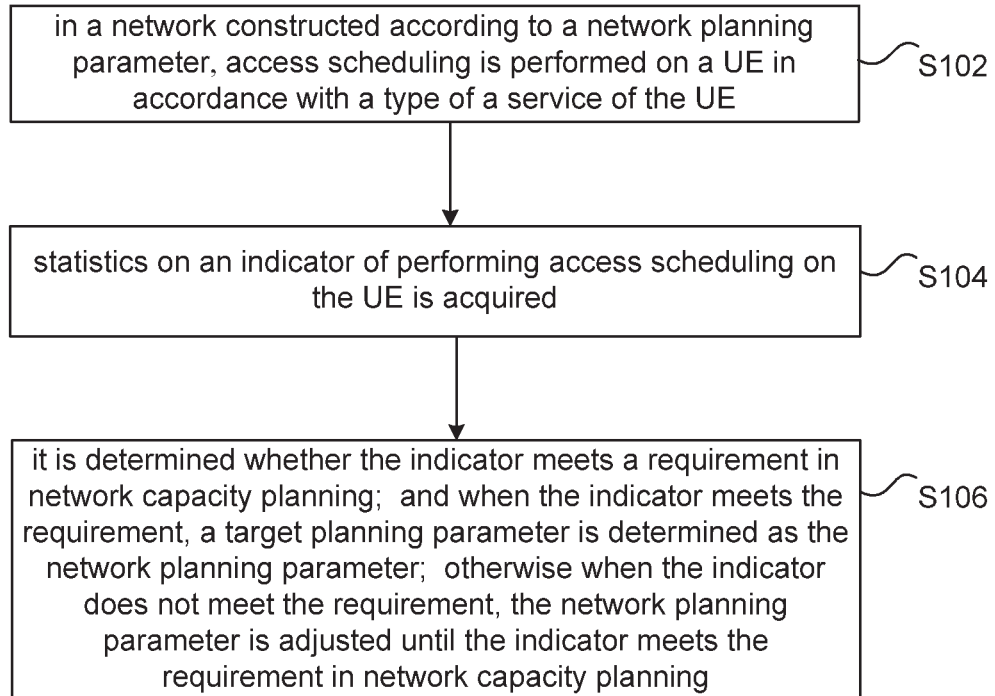 in a network constructed according to a network planning
parameter, access scheduling is performed on a UE in
accordance with a type of a service of the UE
S102
statistics on an indicator of performing access scheduling on
the UE is acquired
S104
it is determined whether the indicator meets a requirement in
network capacity planning; and when the indicator meets the
requirement, a target planning parameter is determined as the
network planning parameter; otherwise when the indicator
does not meet the requirement, the network planning
parameter is adjusted until the indicator meets the
requirement in network capacity planning
S106